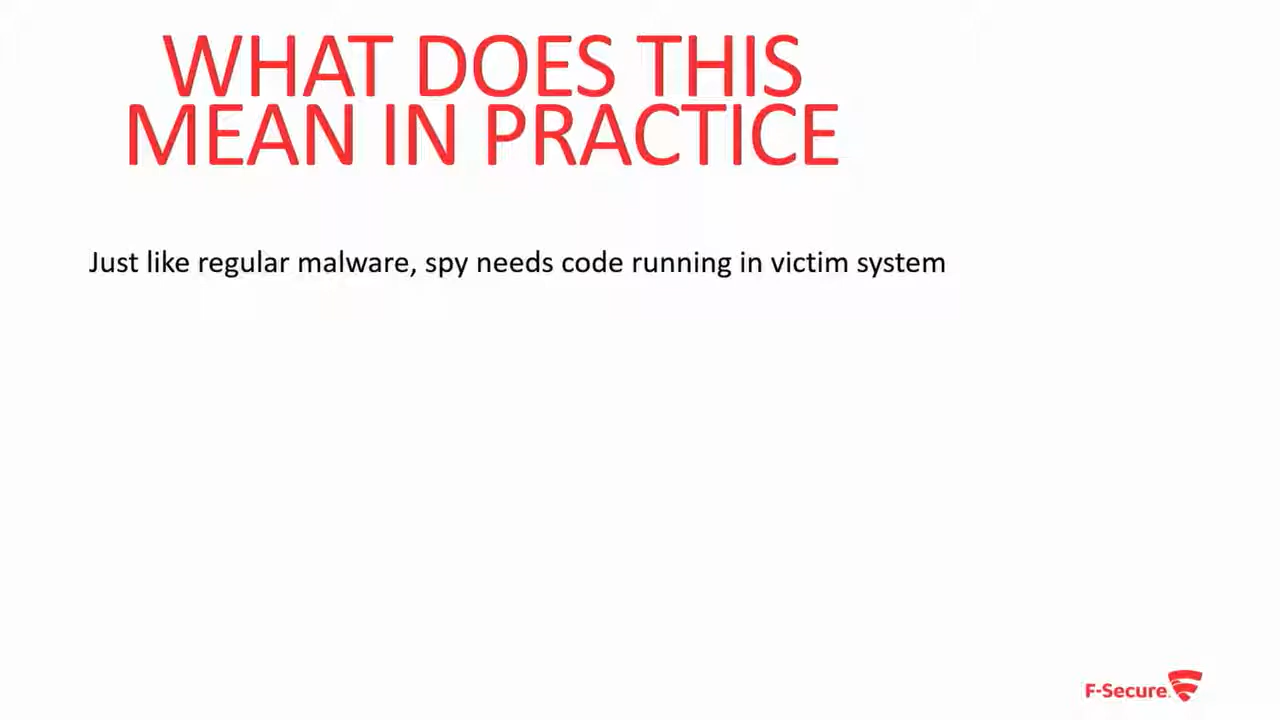 WHAT DOES THIS
MEAN IN PRACTICE
Just like regular malware, spy needs code running in victim system
F-Secure